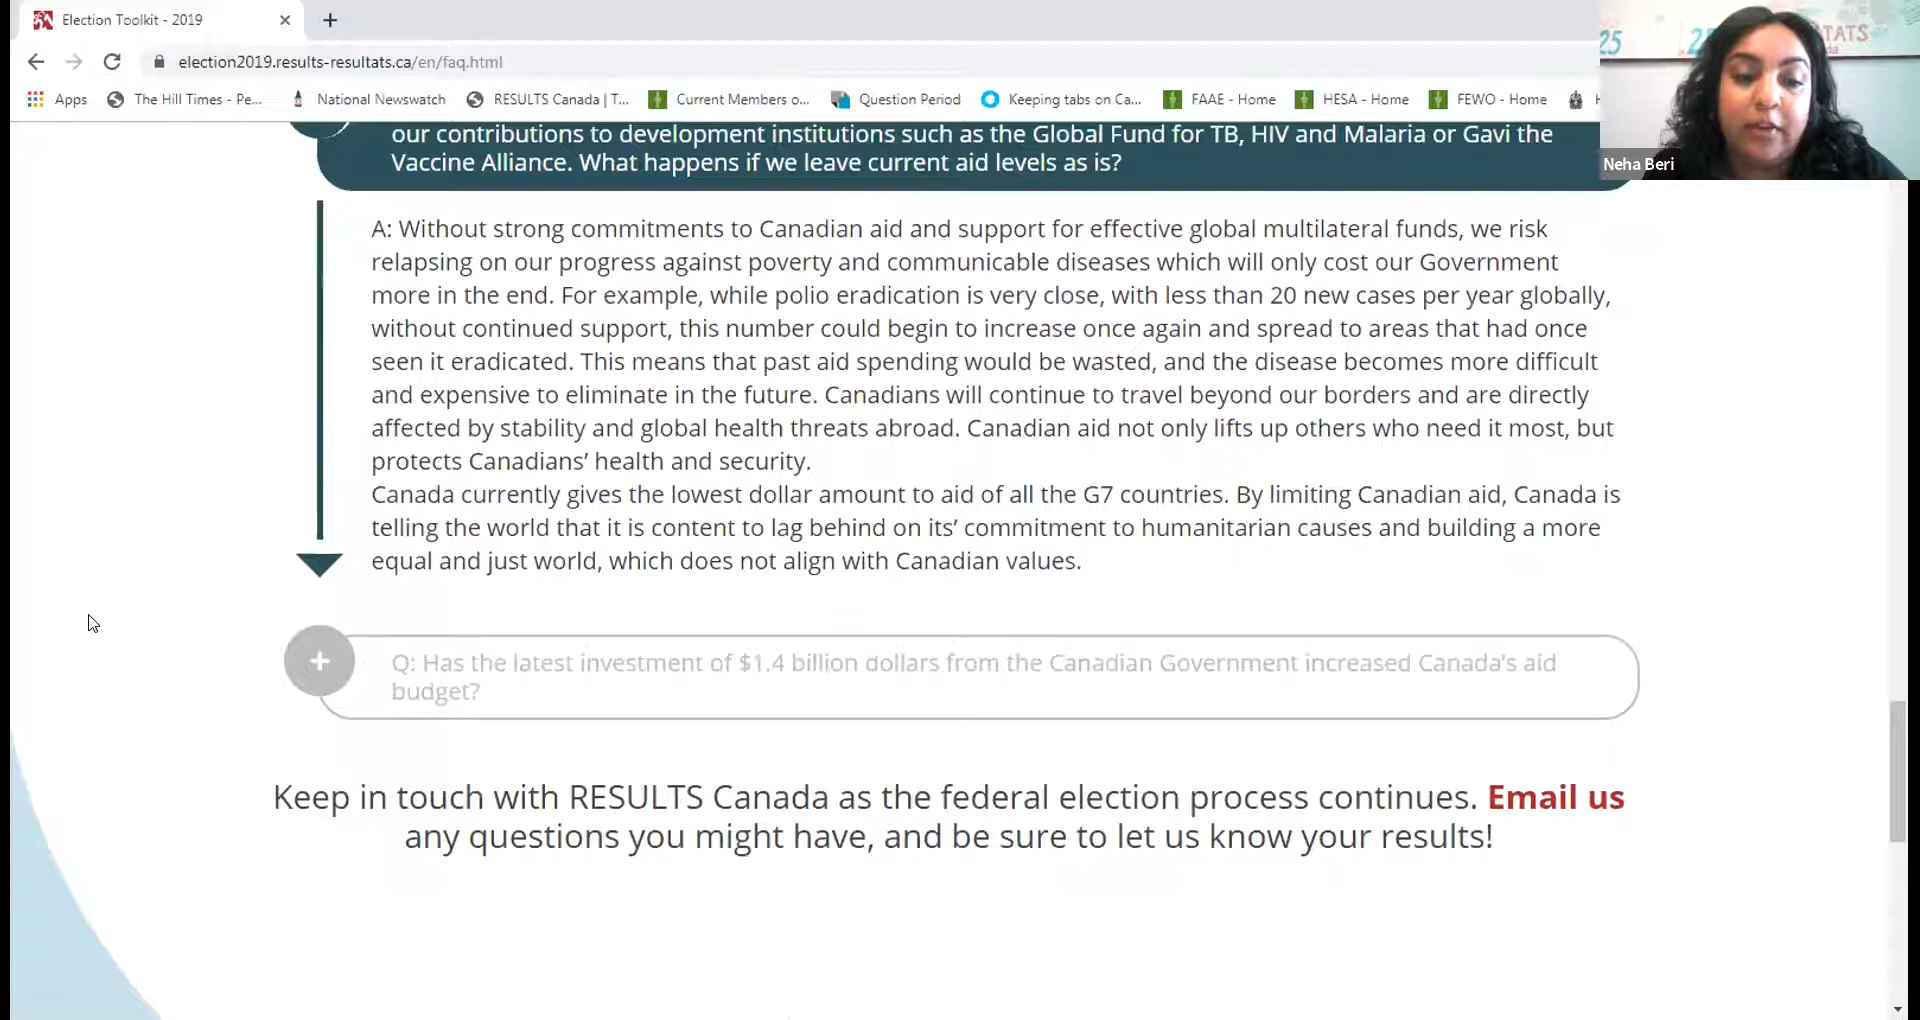 Election Toolkit - 2019
election2019.results-resultats.ca/en/faq.html
Apps
The Hill Times - Pe...
National Newswatch
RESULTS Canada | T...
Current Members o...
Question Period
Keeping tabs on Ca...
FAAE - Home
HESA - Home
FEWO - Home
25
TATS
Neha Beri
our contributions to development institutions such as the Global Fund for TB, HIV and Malaria or Gavi the
Vaccine Alliance. What happens if we leave current aid levels as is?
A: Without strong commitments to Canadian aid and support for effective global multilateral funds, we risk
relapsing on our progress against poverty and communicable diseases which will only cost our Government
more in the end. For example, while polio eradication is very close, with less than 20 new cases per year globally,
without continued support, this number could begin to increase once again and spread to areas that had once
seen it eradicated. This means that past aid spending would be wasted, and the disease becomes more difficult
and expensive to eliminate in the future. Canadians will continue to travel beyond our borders and are directly
affected by stability and global health threats abroad. Canadian aid not only lifts up others who need it most, but
protects Canadians’ health and security.
Canada currently gives the lowest dollar amount to aid of all the G7 countries. By limiting Canadian aid, Canada is
telling the world that it is content to lag behind on its’ commitment to humanitarian causes and building a more
equal and just world, which does not align with Canadian values.
Q: Has the latest investment of $1.4 billion dollars from the Canadian Government increased Canada's aid
budget?
Keep in touch with RESULTS Canada as the federal election process continues. Email us
any questions you might have, and be sure to let us know your results!